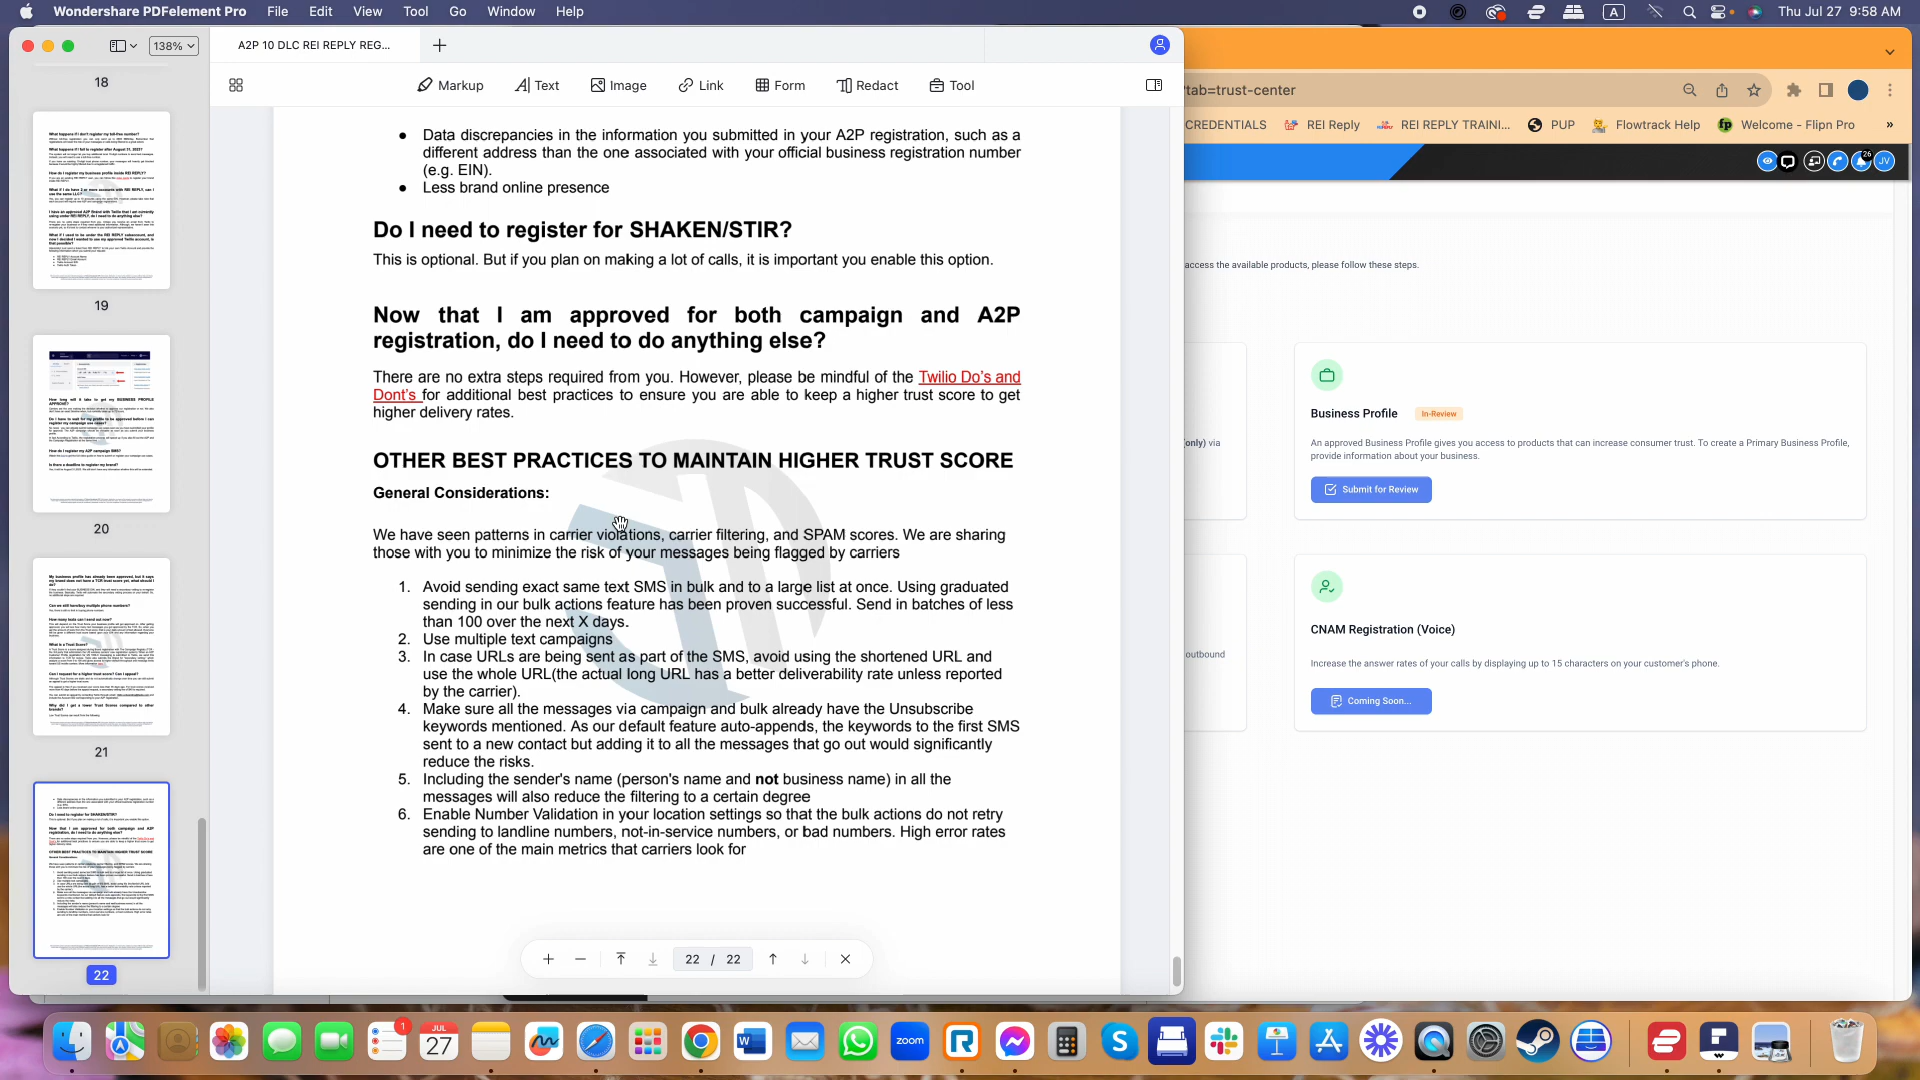 Wondershare PDFelement Pro File Edit View Tool Go Window Help
A
Thu Jul 27 9:58 AM
138%
A2P 10 DLC REI REPLY REG...
Markup Text Image Link Form Redact Tool
18
19
20
21
22
Data discrepancies in the information you submitted in your A2P registration, such as a
different address than the one associated with your official business registration number
(e.g. EIN).
Less brand online presence
Do I need to register for SHAKEN/STIR?
This is optional. But if you plan on making a lot of calls, it is important you enable this option.
Now that I am approved for both campaign and A2P
registration, do I need to do anything else?
There are no extra steps required from you. However, please be mindful of the Twilio Do's and
Dont's for additional best practices to ensure you are able to keep a higher trust score to get
higher delivery rates.
OTHER BEST PRACTICES TO MAINTAIN HIGHER TRUST SCORE
General Considerations:
We have seen patterns in carrier violations, carrier filtering, and SPAM scores. We are sharing
those with you to minimize the risk of your messages being flagged by carriers
1. Avoid sending exact same text SMS in bulk and to a large list at once. Using graduated
sending in our bulk actions feature has been proven successful. Send in batches of less
than 100 over the next X days.
2. Use multiple text campaigns
3. In case URLs are being sent as part of the SMS, avoid using the shortened URL and
use the whole URL(the actual long URL has a better deliverability rate unless reported
by the carrier).
4. Make sure all the messages via campaign and bulk already have the Unsubscribe
keywords mentioned. As our default feature auto-appends, the keywords to the first SMS
sent to a new contact but adding it to all the messages that go out would significantly
reduce the risks.
5. Including the sender's name (person's name and not business name) in all the
messages will also reduce the filtering to a certain degree
6. Enable Number Validation in your location settings so that the bulk actions do not retry
sending to landline numbers, not-in-service numbers, or bad numbers. High error rates
are one of the main metrics that carriers look for
22 / 22
?tab=trust-center
CREDENTIALS REI Reply REI REPLY TRAINI... PUP Flowtrack Help fp Welcome - Flipn Pro »
26
JV
access the available products, please follow these steps.
only) via
outbound
Business Profile In-Review
An approved Business Profile gives you access to products that can increase consumer trust. To create a Primary Business Profile,
provide information about your business.
Submit for Review
CNAM Registration (Voice)
Increase the answer rates of your calls by displaying up to 15 characters on your customer's phone.
Coming Soon...
1
JUL
27
W
zoom
R
S